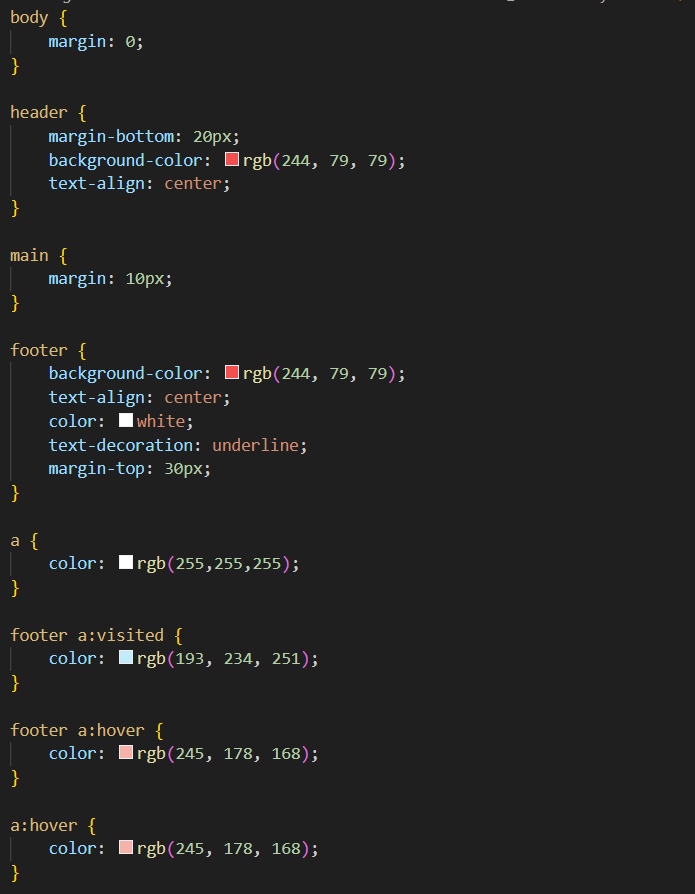 body {
    margin: 0;
}

header {
    margin-bottom: 20px;
    background-color: rgb(244, 79, 79);
    text-align: center;
}

main {
    margin: 10px;
}

footer {
    background-color: rgb(244, 79, 79);
    text-align: center;
    color: white;
    text-decoration: underline;
    margin-top: 30px;
}

a {
    color: rgb(255,255,255);
}

footer a:visited {
    color: rgb(193, 234, 251);
}

footer a:hover {
    color: rgb(245, 178, 168);
}

a:hover {
    color: rgb(245, 178, 168);
}